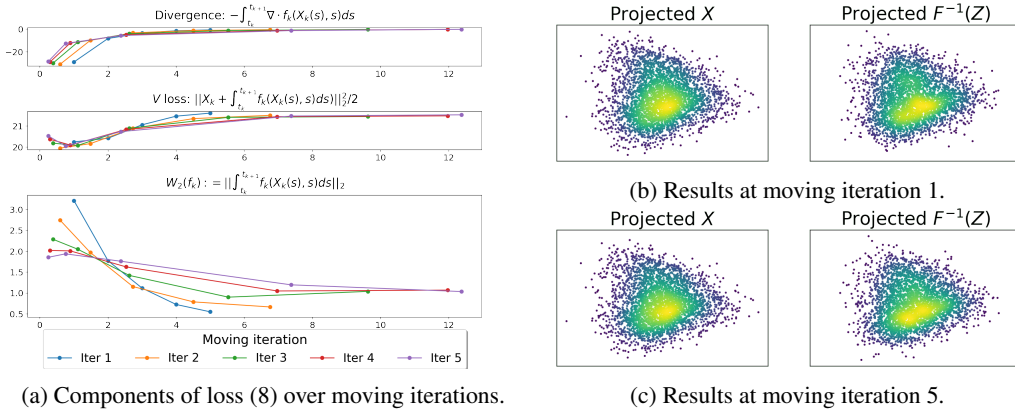 Divergence: $-\int_{t_k}^{t_{k+1}} \nabla \cdot f_k(X_k(s), s)ds$
0
−20
0 2 4 6 8 10 12
V loss: $||X_k + \int_{t_k}^{t_{k+1}} f_k(X_k(s), s)ds)||_2^2/2$
21
20
0 2 4 6 8 10 12
$W_2(f_k) := ||\int_{t_k}^{t_{k+1}} f_k(X_k(s), s)ds||_2$
3.0
2.5
2.0
1.5
1.0
0.5
0 2 4 6 8 10 12
Moving iteration
Iter 1 Iter 2 Iter 3 Iter 4 Iter 5
(a) Components of loss (8) over moving iterations.
Projected X Projected $F^{-1}(Z)$
(b) Results at moving iteration 1.
Projected X Projected $F^{-1}(Z)$
(c) Results at moving iteration 5.